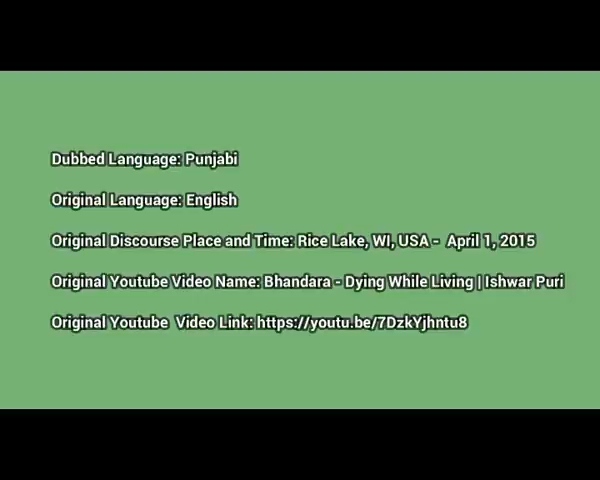 Dubbed Language: Punjabi
Original Language: English
Original Discourse Place and Time: Rice Lake, WI, USA - April 1, 2015
Original Youtube Video Name: Bhandara - Dying While Living | Ishwar Puri
Original Youtube Video Link: https://youtu.be/7DzkYjhntu8